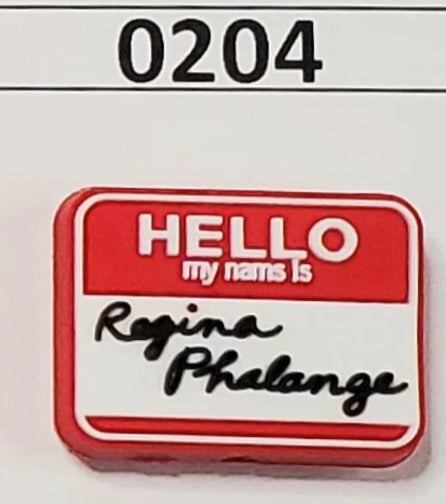 0204
HELLO
my nams is
Regina
Phalange